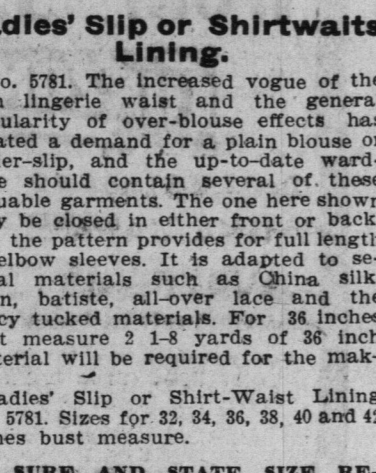 adies' Slip or Shirtwaits
Lining.
o. 5781. The increased vogue of the
n lingerie waist and the general
ularity of over-blouse effects has
ated a demand for a plain blouse or
er-slip, and the up-to-date ward-
e should contain several of these
uable garments. The one here shown
y be closed in either front or back
the pattern provides for full length
elbow sleeves. It is adapted to se-
al materials such as China silk
n, batiste, all-over lace and the
cy tucked materials. For 36 inches
t measure 2 1-8 yards of 36 inch
terial will be required for the mak-
adies' Slip or Shirt-Waist Lining
5781. Sizes for 32, 34, 36, 38, 40 and 42
hes bust measure.
SURE AND STATE SIZE RE